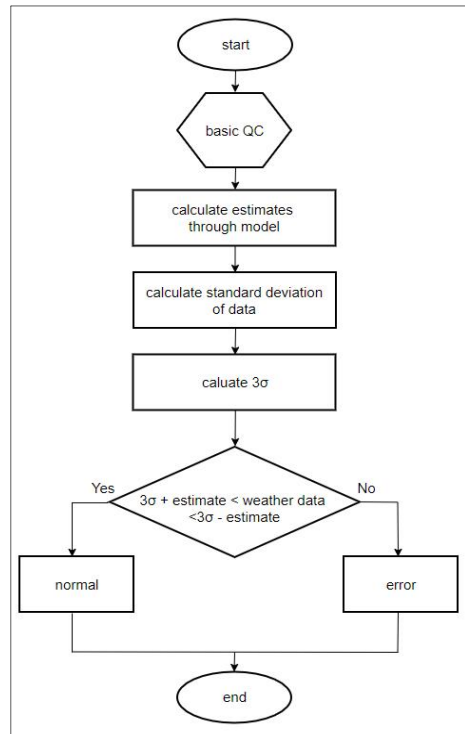 start
basic QC
calculate estimates
through model
calculate standard deviation
of data
caluate 3σ
Yes
No
3σ + estimate < weather data
<3σ - estimate
normal
error
end